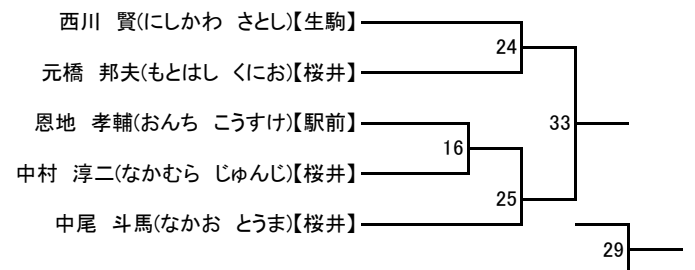 西川　賢(にしかわ　さとし)【生駒】
24
元橋　邦夫(もとはし　くにお)【桜井】
恩地　孝輔(おんち　こうすけ)【駅前】
33
16
中村　淳二(なかむら　じゅんじ)【桜井】
25
中尾　斗馬(なかお　とうま)【桜井】
29